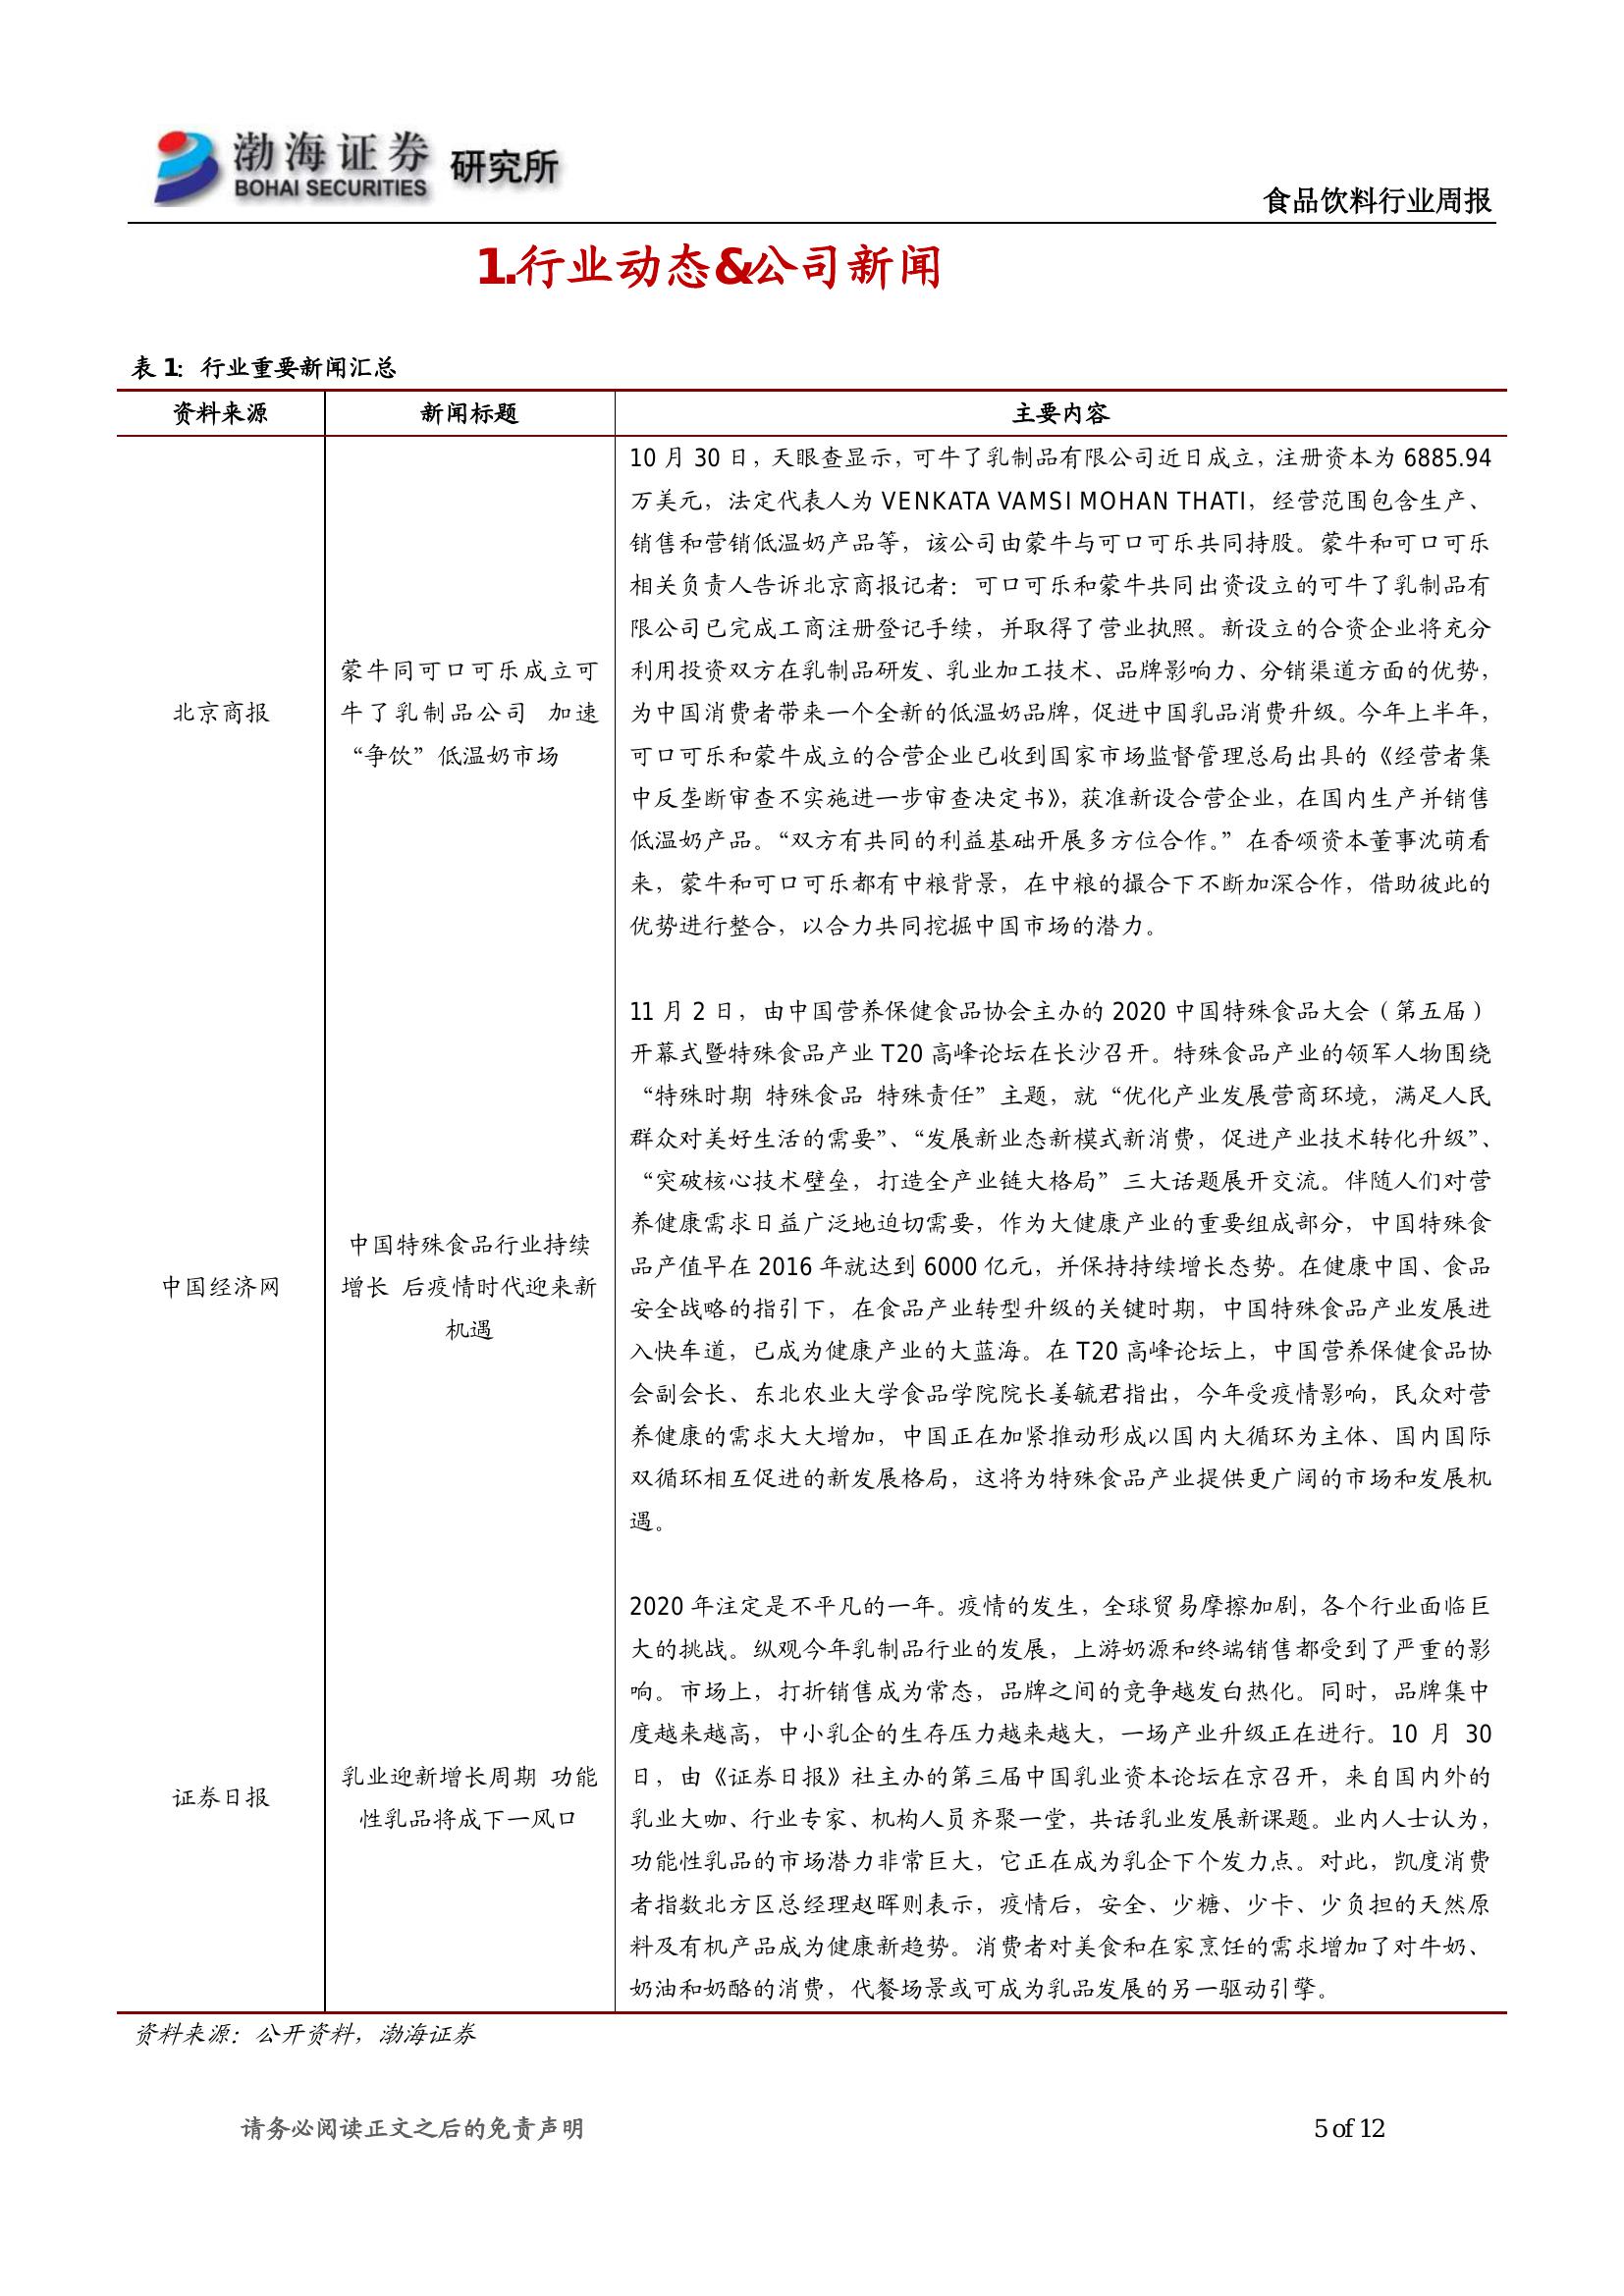 渤海证券 研究所
BOHAI SECURITIES
食品饮料行业周报
1.行业动态&公司新闻
表 1：行业重要新闻汇总
资料来源 新闻标题 主要内容
北京商报
蒙牛同可口可乐成立可
牛了乳制品公司 加速
“争饮”低温奶市场
10 月 30 日，天眼查显示，可牛了乳制品有限公司近日成立，注册资本为 6885.94
万美元，法定代表人为 VENKATA VAMSI MOHAN THATI，经营范围包含生产、
销售和营销低温奶产品等，该公司由蒙牛与可口可乐共同持股。蒙牛和可口可乐
相关负责人告诉北京商报记者：可口可乐和蒙牛共同出资设立的可牛了乳制品有
限公司已完成工商注册登记手续，并取得了营业执照。新设立的合资企业将充分
利用投资双方在乳制品研发、乳业加工技术、品牌影响力、分销渠道方面的优势，
为中国消费者带来一个全新的低温奶品牌，促进中国乳品消费升级。今年上半年，
可口可乐和蒙牛成立的合营企业已收到国家市场监督管理总局出具的《经营者集
中反垄断审查不实施进一步审查决定书》，获准新设合营企业，在国内生产并销售
低温奶产品。“双方有共同的利益基础开展多方位合作。”在香颂资本董事沈萌看
来，蒙牛和可口可乐都有中粮背景，在中粮的撮合下不断加深合作，借助彼此的
优势进行整合，以合力共同挖掘中国市场的潜力。
中国经济网
中国特殊食品行业持续
增长 后疫情时代迎来新
机遇
11 月 2 日，由中国营养保健食品协会主办的 2020 中国特殊食品大会（第五届）
开幕式暨特殊食品产业 T20 高峰论坛在长沙召开。特殊食品产业的领军人物围绕
“特殊时期 特殊食品 特殊责任”主题，就“优化产业发展营商环境，满足人民
群众对美好生活的需要”、“发展新业态新模式新消费，促进产业技术转化升级”、
“突破核心技术壁垒，打造全产业链大格局”三大话题展开交流。伴随人们对营
养健康需求日益广泛地迫切需要，作为大健康产业的重要组成部分，中国特殊食
品产值早在 2016 年就达到 6000 亿元，并保持持续增长态势。在健康中国、食品
安全战略的指引下，在食品产业转型升级的关键时期，中国特殊食品产业发展进
入快车道，已成为健康产业的大蓝海。在 T20 高峰论坛上，中国营养保健食品协
会副会长、东北农业大学食品学院院长姜毓君指出，今年受疫情影响，民众对营
养健康的需求大大增加，中国正在加紧推动形成以国内大循环为主体、国内国际
双循环相互促进的新发展格局，这将为特殊食品产业提供更广阔的市场和发展机
遇。
证券日报
乳业迎新增长周期 功能
性乳品将成下一风口
2020 年注定是不平凡的一年。疫情的发生，全球贸易摩擦加剧，各个行业面临巨
大的挑战。纵观今年乳制品行业的发展，上游奶源和终端销售都受到了严重的影
响。市场上，打折销售成为常态，品牌之间的竞争越发白热化。同时，品牌集中
度越来越高，中小乳企的生存压力越来越大，一场产业升级正在进行。10 月 30
日，由《证券日报》社主办的第三届中国乳业资本论坛在京召开，来自国内外的
乳业大咖、行业专家、机构人员齐聚一堂，共话乳业发展新课题。业内人士认为，
功能性乳品的市场潜力非常巨大，它正在成为乳企下个发力点。对此，凯度消费
者指数北方区总经理赵晖则表示，疫情后，安全、少糖、少卡、少负担的天然原
料及有机产品成为健康新趋势。消费者对美食和在家烹饪的需求增加了对牛奶、
奶油和奶酪的消费，代餐场景或可成为乳品发展的另一驱动引擎。
资料来源：公开资料，渤海证券
请务必阅读正文之后的免责声明 5 of 12